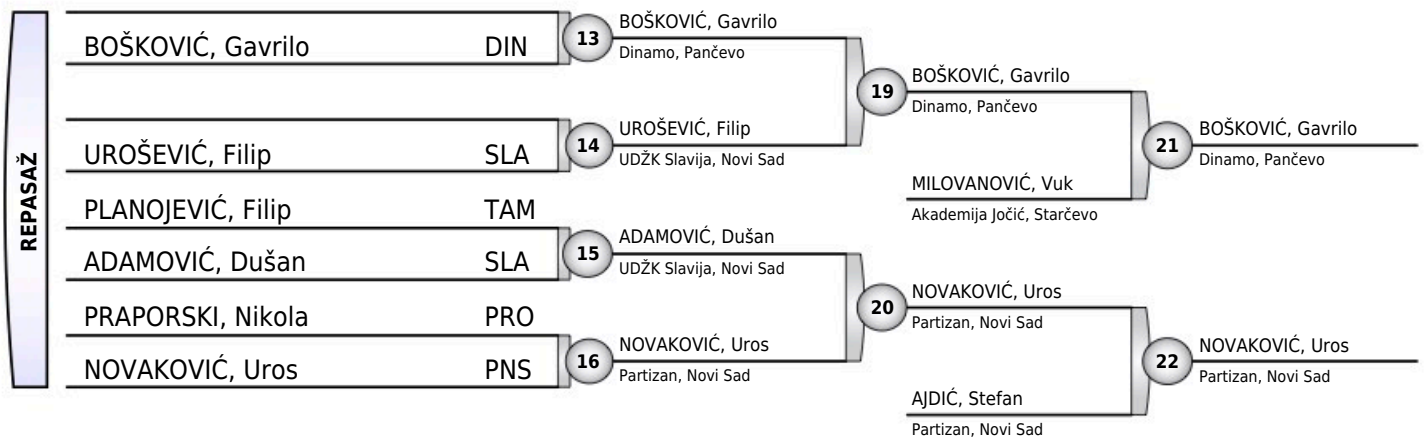 REPASAŽ
BOŠKOVIĆ, Gavrilo DIN
UROŠEVIĆ, Filip SLA
PLANOJEVIĆ, Filip TAM
ADAMOVIĆ, Dušan SLA
PRAPORSKI, Nikola PRO
NOVAKOVIĆ, Uros PNS
13
BOŠKOVIĆ, Gavrilo
Dinamo, Pančevo
14
UROŠEVIĆ, Filip
UDŽK Slavija, Novi Sad
15
ADAMOVIĆ, Dušan
UDŽK Slavija, Novi Sad
16
NOVAKOVIĆ, Uros
Partizan, Novi Sad
19
BOŠKOVIĆ, Gavrilo
Dinamo, Pančevo
MILOVANOVIĆ, Vuk
Akademija Jočić, Starčevo
20
NOVAKOVIĆ, Uros
Partizan, Novi Sad
AJDIĆ, Stefan
Partizan, Novi Sad
21
BOŠKOVIĆ, Gavrilo
Dinamo, Pančevo
22
NOVAKOVIĆ, Uros
Partizan, Novi Sad